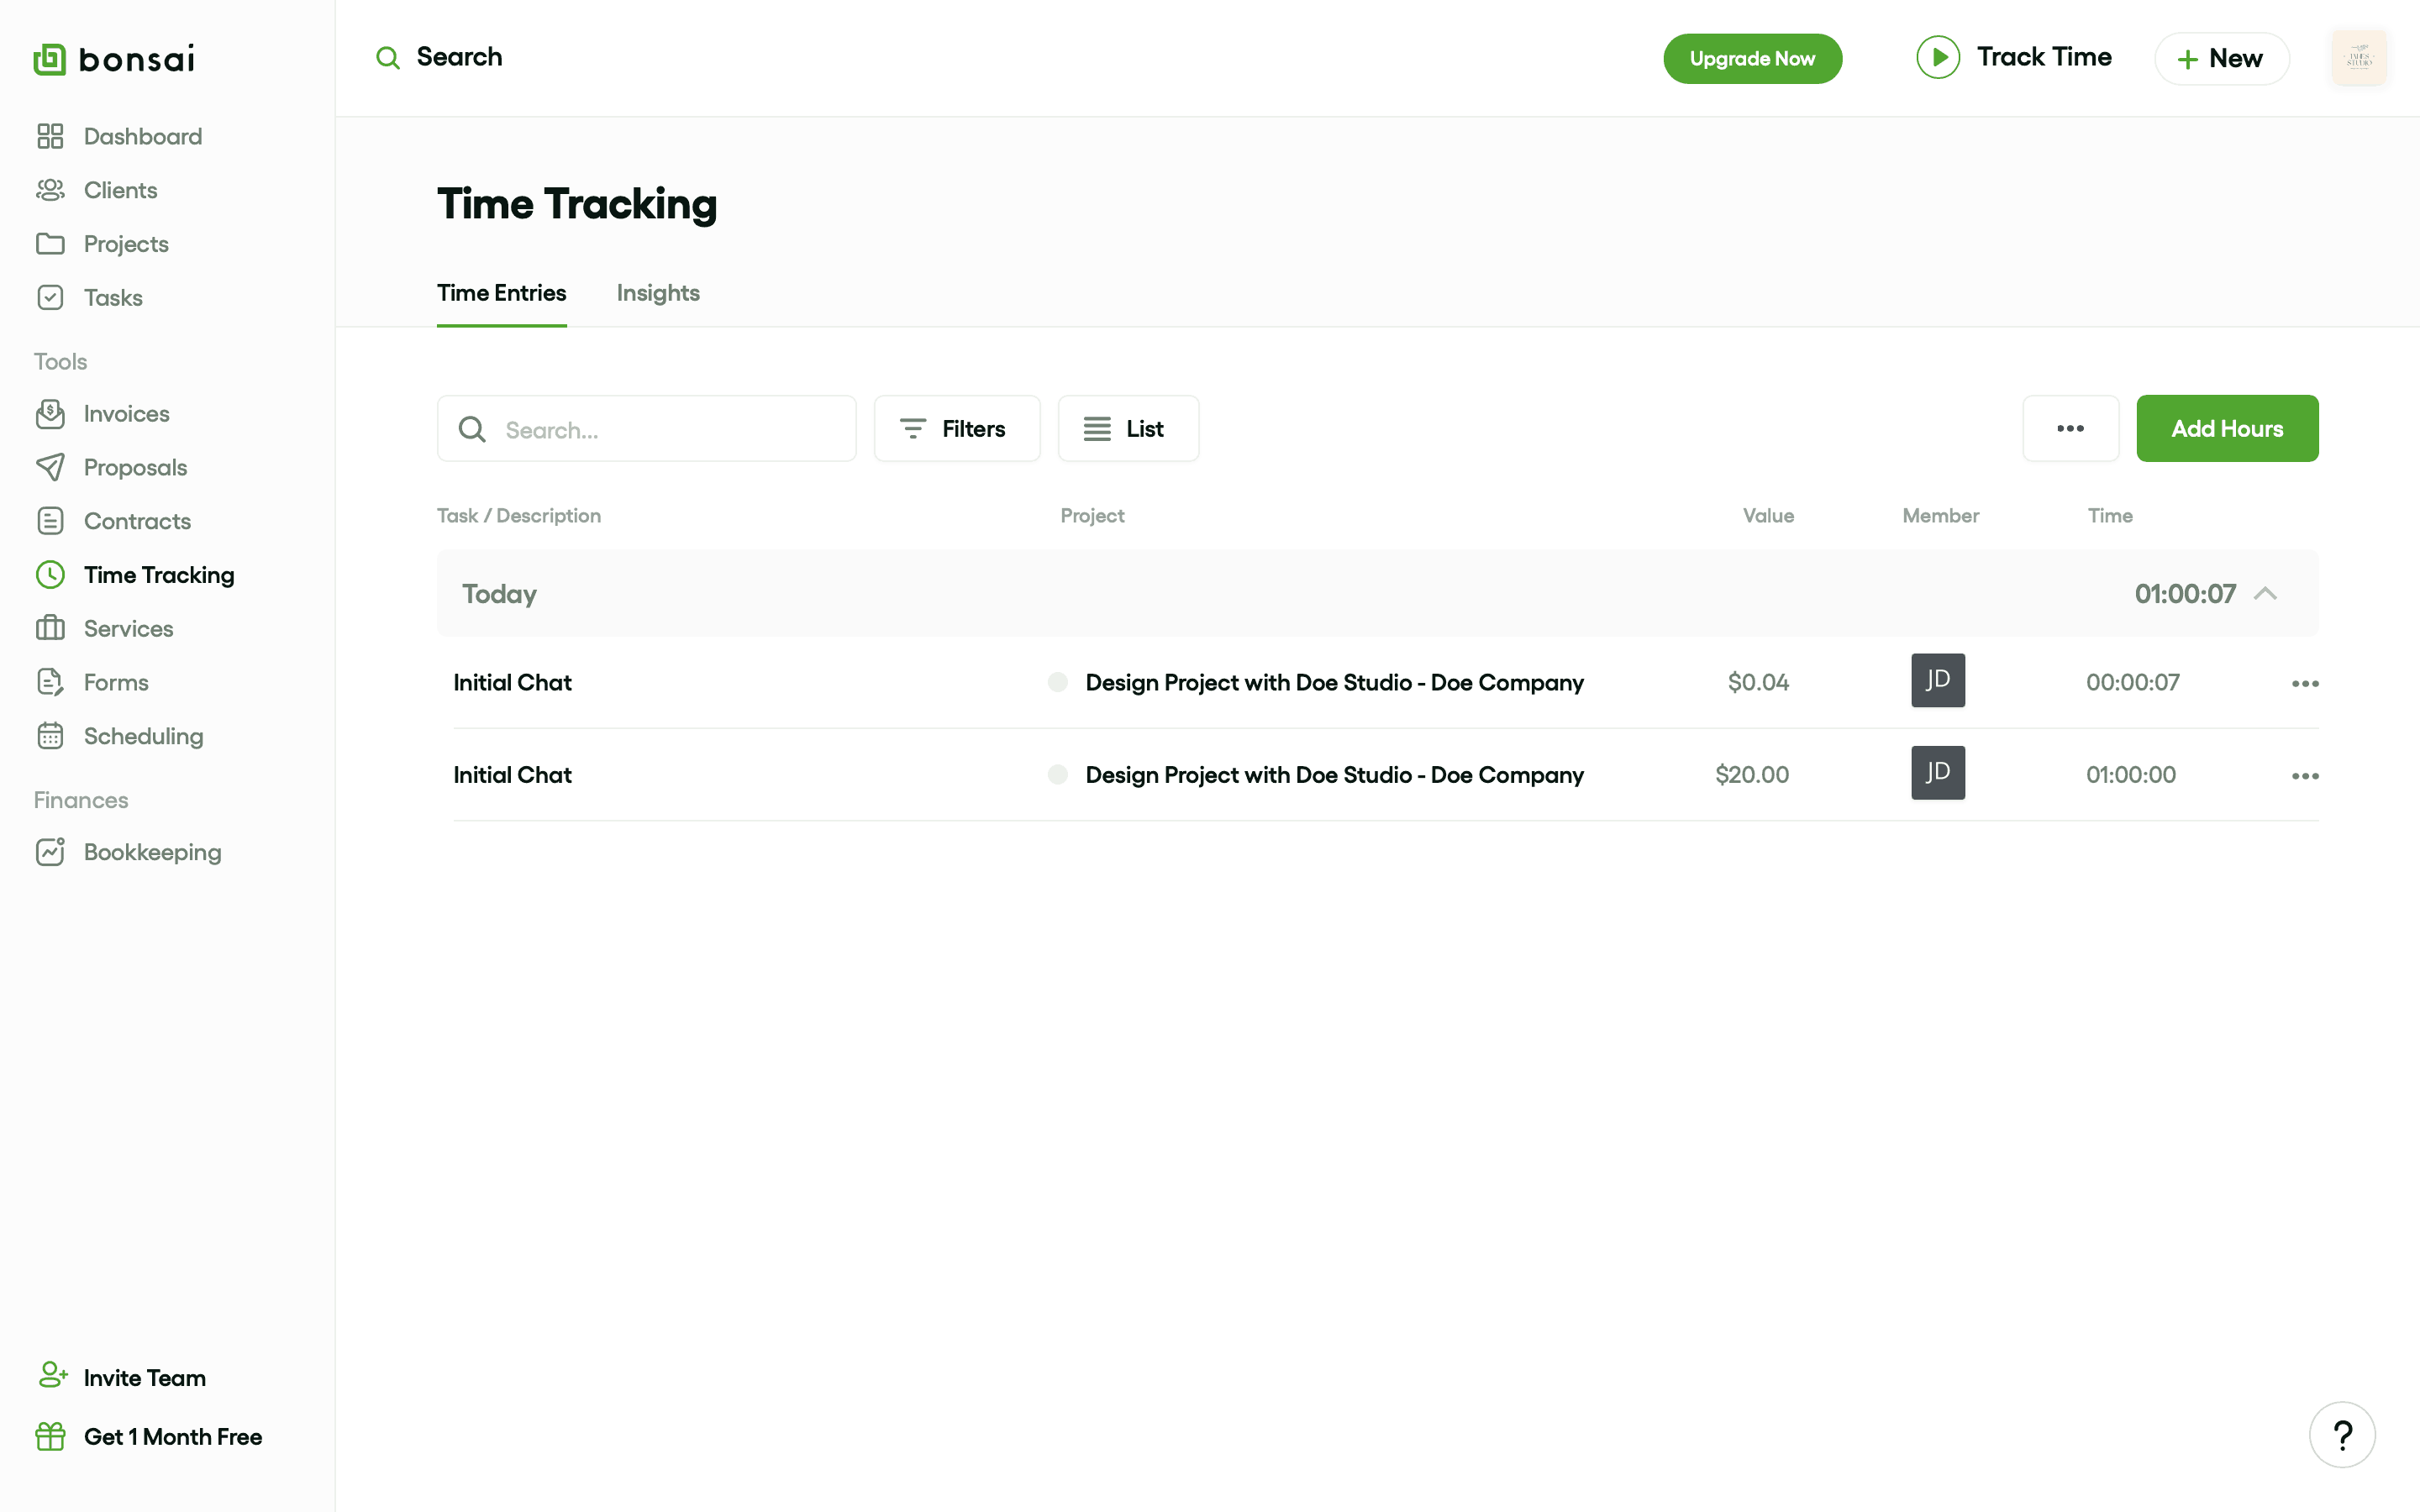 bonsai
Search
Upgrade Now
Track Time
New
Dashboard
Clients
Projects
Tasks
Tools
Invoices
Proposals
Contracts
Time Tracking
Services
Forms
Scheduling
Finances
Bookkeeping
Invite Team
Get 1 Month Free
Time Tracking
Time Entries Insights
Search... Filters List ••• Add Hours
Task / Description Project Value Member Time
Today 01:00:07
Initial Chat Design Project with Doe Studio - Doe Company $0.04 JD 00:00:07
Initial Chat Design Project with Doe Studio - Doe Company $20.00 JD 01:00:00
?